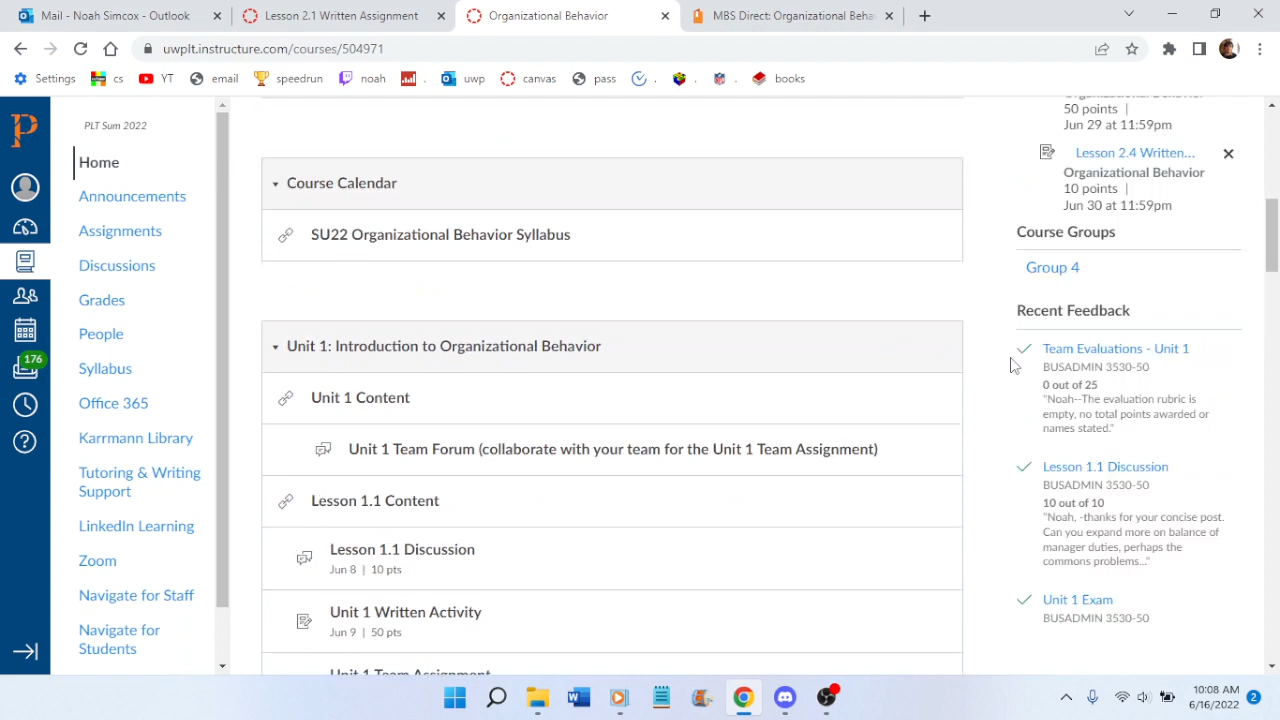 Mail - Noah Simcox - Outlook
Lesson 2.1 Written Assignment
Organizational Behavior
MBS Direct: Organizational Beha
uwplt.instructure.com/courses/504971
Settings
cs
YT
email
speedrun
noah
.
uwp
canvas
pass
.
.
.
books
PLT Sum 2022
Home
Announcements
Assignments
Discussions
Grades
People
Syllabus
Office 365
Karrmann Library
Tutoring & Writing
Support
LinkedIn Learning
Zoom
Navigate for Staff
Navigate for
Students
P
176
Course Calendar
SU22 Organizational Behavior Syllabus
Unit 1: Introduction to Organizational Behavior
Unit 1 Content
Unit 1 Team Forum (collaborate with your team for the Unit 1 Team Assignment)
Lesson 1.1 Content
Lesson 1.1 Discussion
Jun 8 | 10 pts
Unit 1 Written Activity
Jun 9 | 50 pts
Unit 1 Team Assignment
Organizational Behavior
50 points |
Jun 29 at 11:59pm
Lesson 2.4 Written...
Organizational Behavior
10 points |
Jun 30 at 11:59pm
Course Groups
Group 4
Recent Feedback
Team Evaluations - Unit 1
BUSADMIN 3530-50
0 out of 25
"Noah--The evaluation rubric is
empty, no total points awarded or
names stated."
Lesson 1.1 Discussion
BUSADMIN 3530-50
10 out of 10
"Noah, -thanks for your concise post.
Can you expand more on balance of
manager duties, perhaps the
commons problems..."
Unit 1 Exam
BUSADMIN 3530-50
10:08 AM
6/16/2022
2